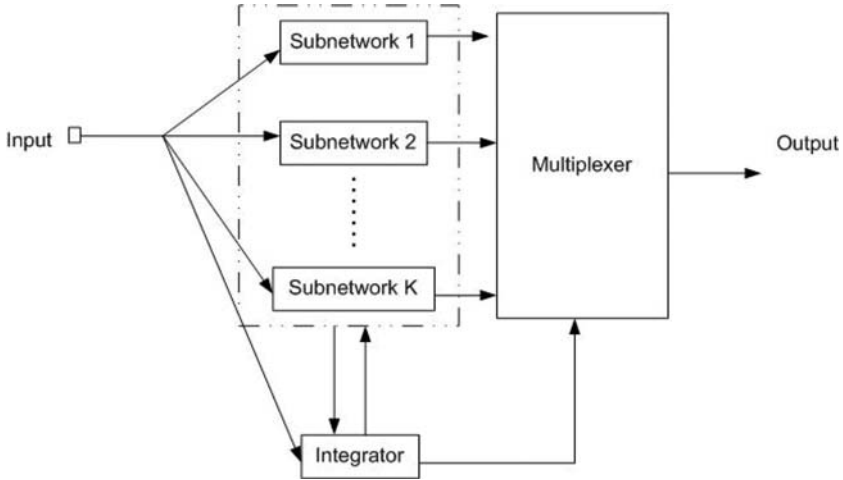 Input
Subnetwork 1
Subnetwork 2
Subnetwork K
Integrator
Multiplexer
Output